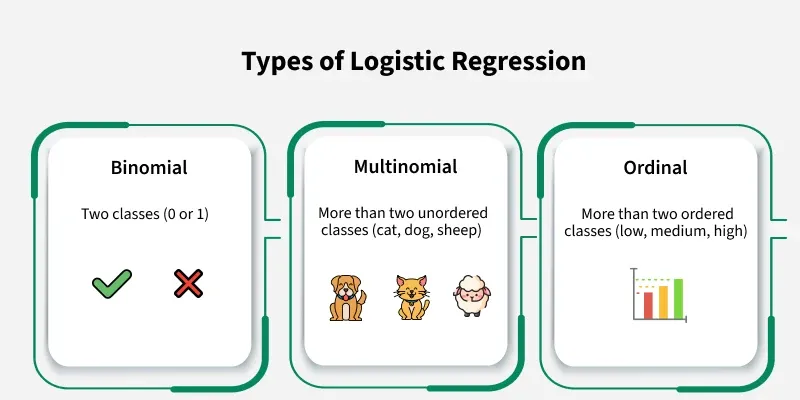 Types of Logistic Regression
Binomial
Two classes (0 or 1)
Multinomial
More than two unordered
classes (cat, dog, sheep)
Ordinal
More than two ordered
classes (low, medium, high)